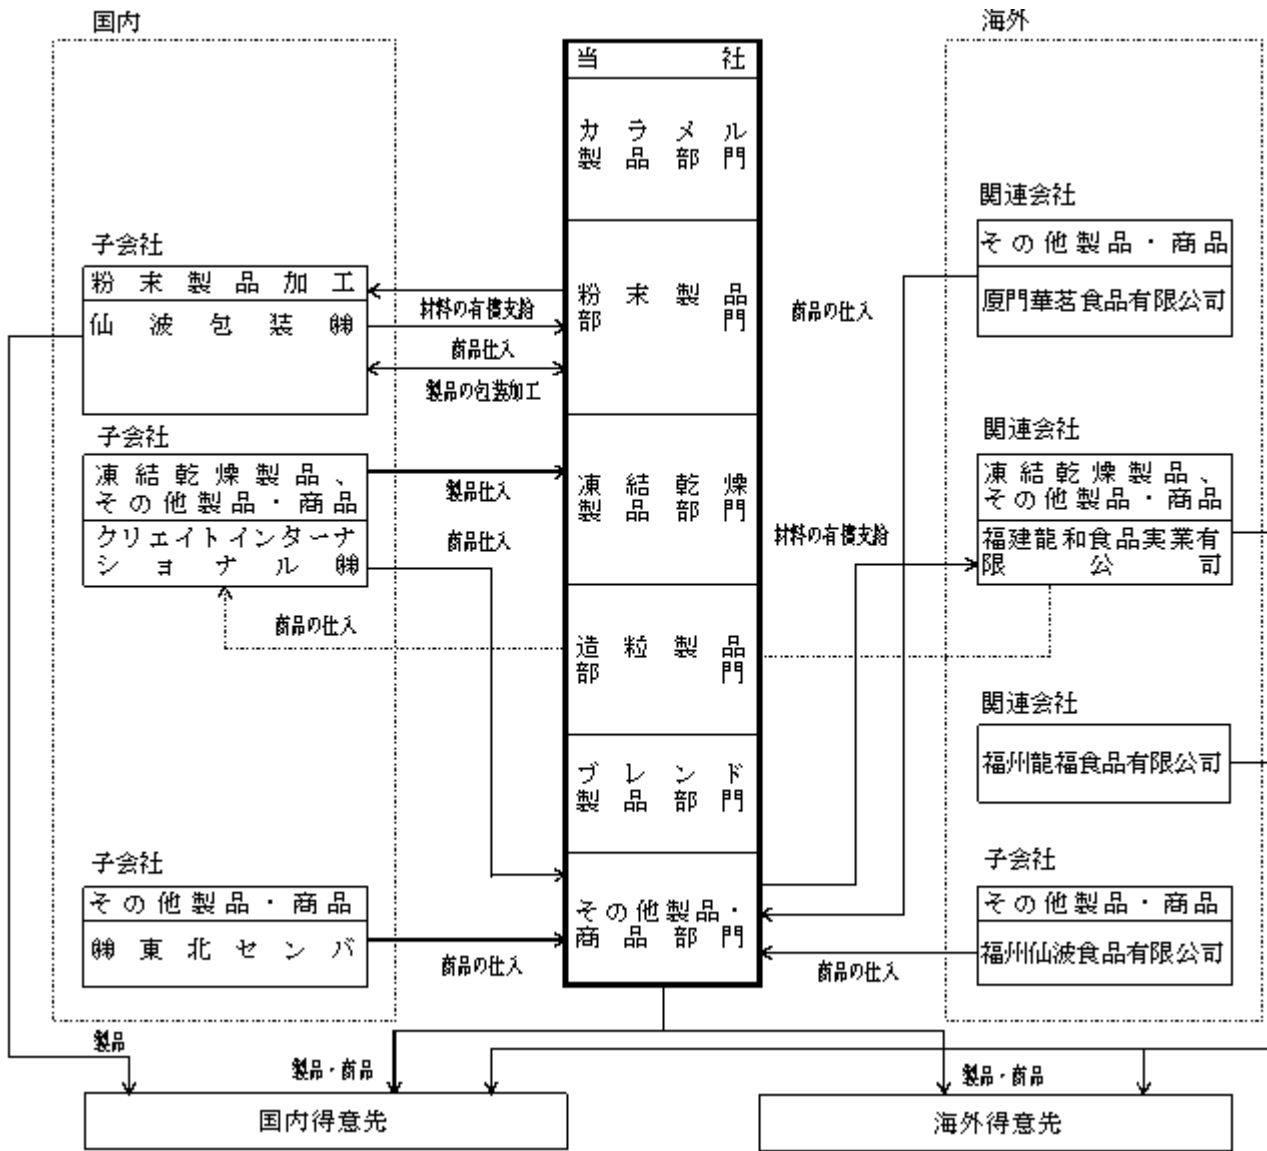 国内
子会社
粉末製品加工
仙波包装㈱
子会社
凍結乾燥製品、
その他製品・商品
クリエイトインターナ
ショナル㈱
子会社
その他製品・商品
㈱東北センバ
材料の有償支給
商品仕入
製品の包装加工
製品仕入
商品仕入
商品の仕入
商品の仕入
当社
カラメル
製品部門
粉末製品
部門
凍結乾燥
製品部門
造粒製品
部門
ブレンド
製品部門
その他製品・
商品部門
商品の仕入
材料の有償支給
商品の仕入
海外
関連会社
その他製品・商品
厦門華茗食品有限公司
関連会社
凍結乾燥製品、
その他製品・商品
福建龍和食品実業有
限公司
関連会社
福州龍福食品有限公司
子会社
その他製品・商品
福州仙波食品有限公司
製品
製品・商品
製品・商品
国内得意先
海外得意先